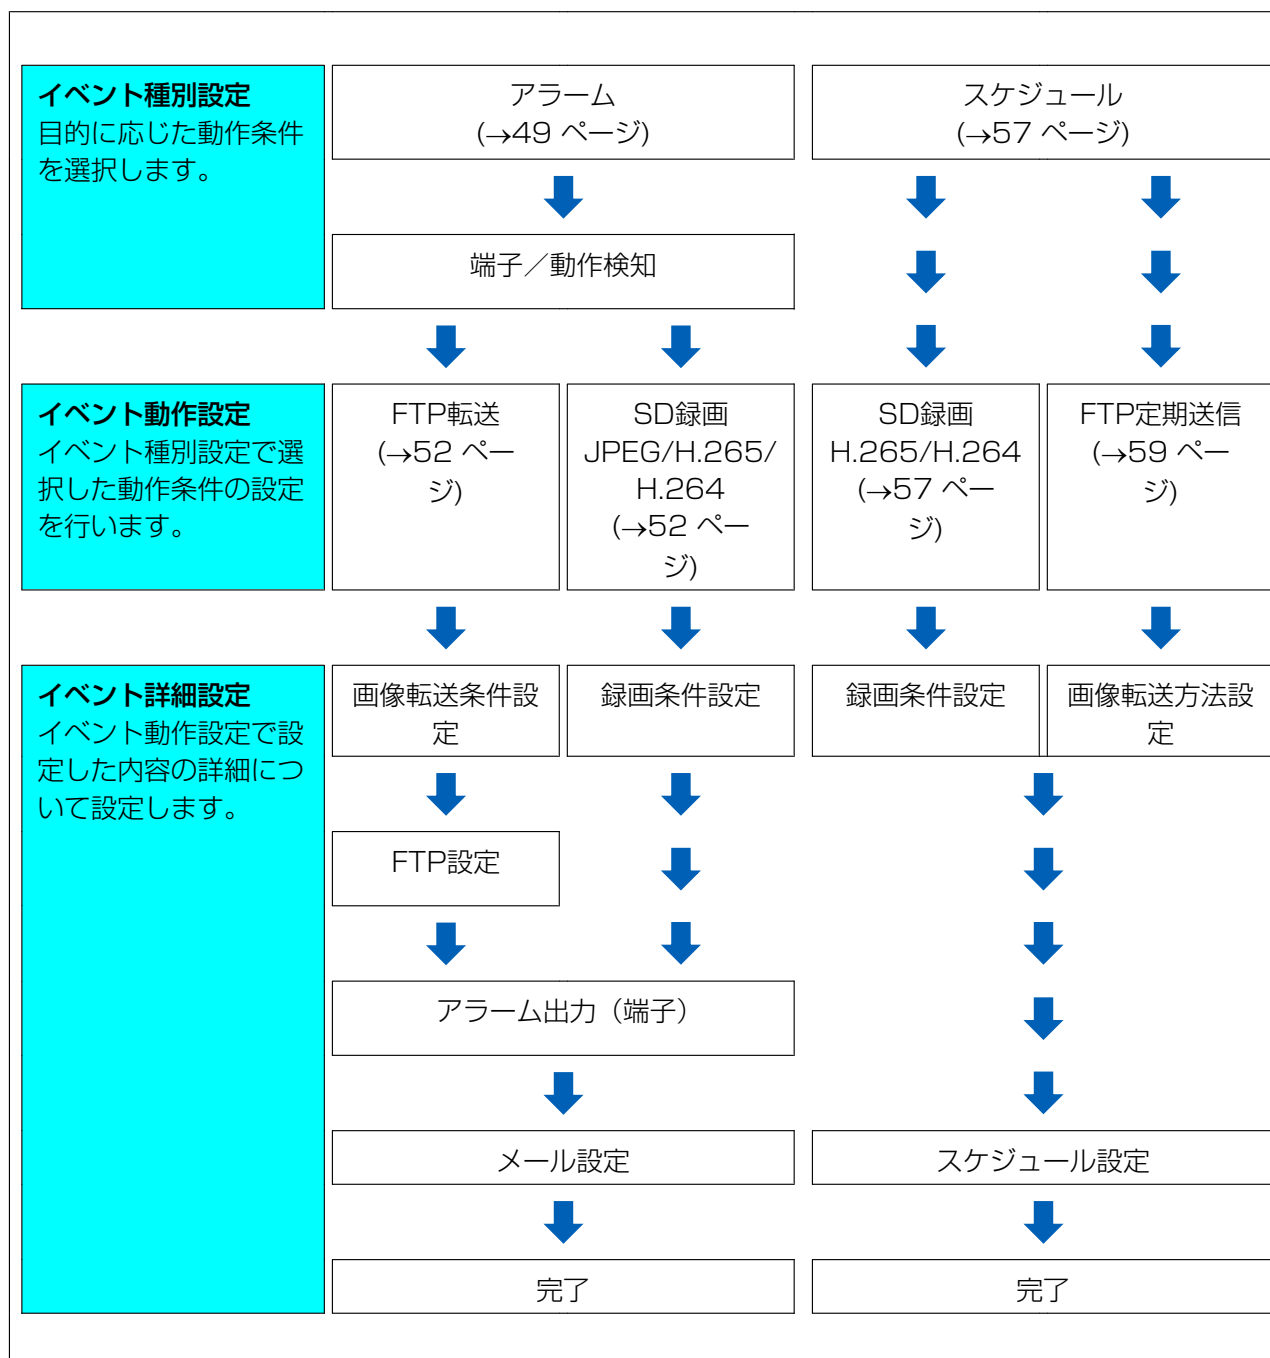 イベント種別設定
目的に応じた動作条件
を選択します。
アラーム
(→49 ページ)
スケジュール
(→57 ページ)
端子／動作検知
イベント動作設定
イベント種別設定で選
択した動作条件の設定
を行います。
FTP転送
(→52 ペー
ジ)
SD録画
JPEG/H.265/
H.264
(→52 ペー
ジ)
SD録画
H.265/H.264
(→57 ペー
ジ)
FTP定期送信
(→59 ペー
ジ)
イベント詳細設定
イベント動作設定で設
定した内容の詳細につ
いて設定します。
画像転送条件設
定
録画条件設定
録画条件設定
画像転送方法設
定
FTP設定
アラーム出力（端子）
メール設定
スケジュール設定
完了
完了